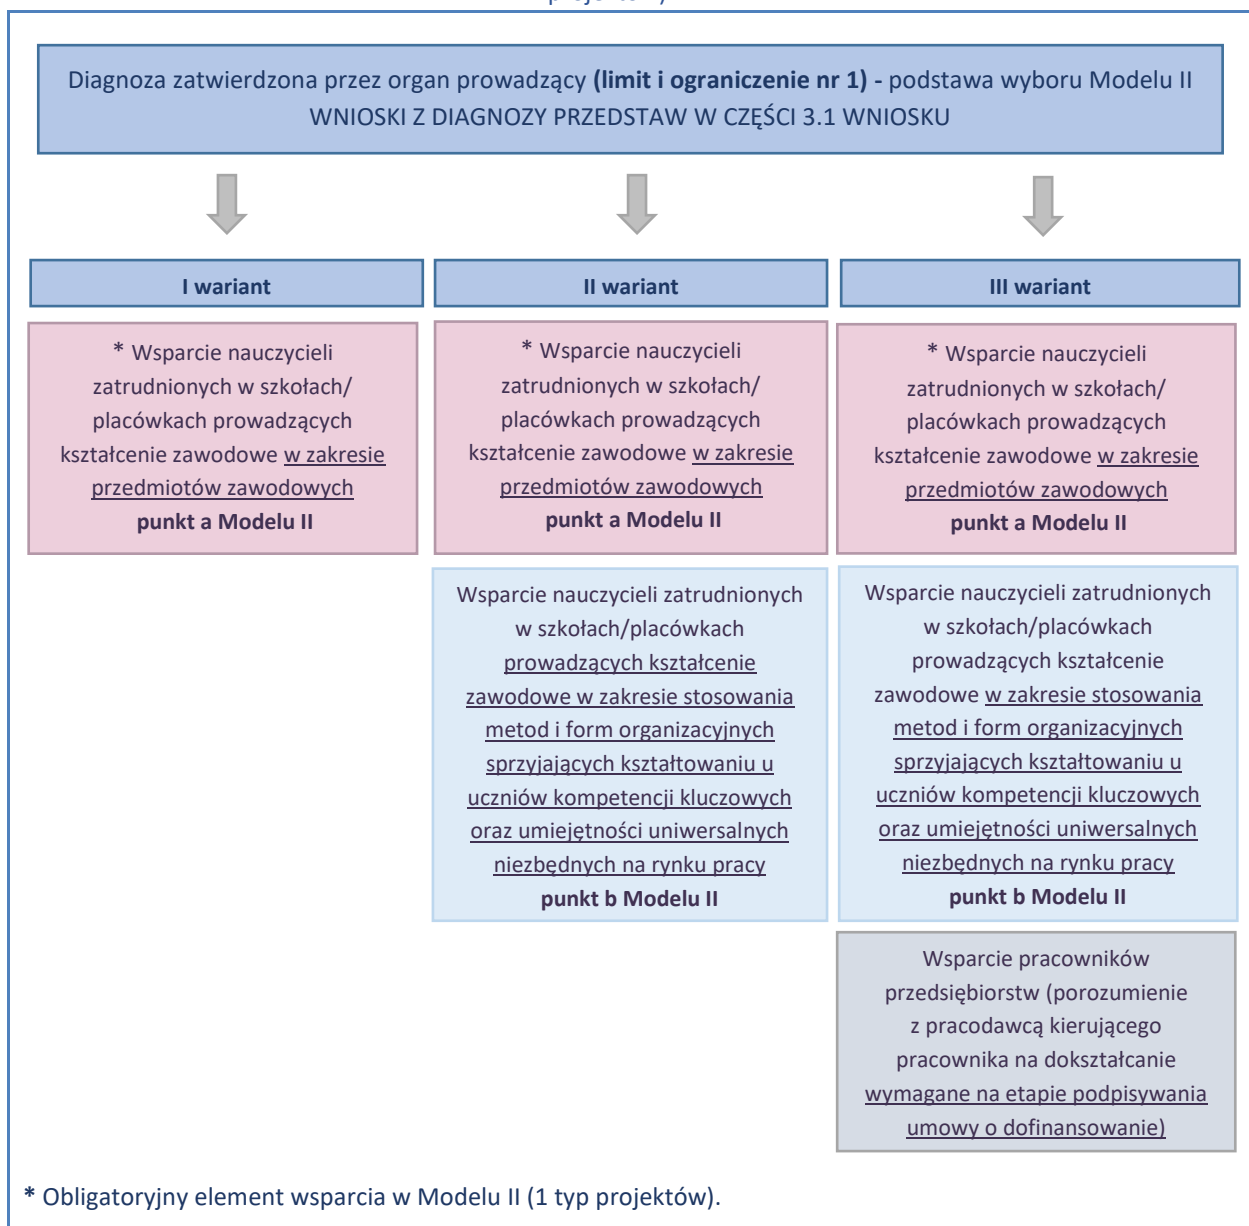 Diagnoza zatwierdzona przez organ prowadzący (limit i ograniczenie nr 1) - podstawa wyboru Modelu II
WNIOSKI Z DIAGNOZY PRZEDSTAW W CZĘŚCI 3.1 WNIOSKU
I wariant
* Wsparcie nauczycieli
zatrudnionych w szkołach/
placówkach prowadzących
kształcenie zawodowe w zakresie
przedmiotów zawodowych
punkt a Modelu II
II wariant
* Wsparcie nauczycieli
zatrudnionych w szkołach/
placówkach prowadzących
kształcenie zawodowe w zakresie
przedmiotów zawodowych
punkt a Modelu II
Wsparcie nauczycieli zatrudnionych
w szkołach/placówkach
prowadzących kształcenie
zawodowe w zakresie stosowania
metod i form organizacyjnych
sprzyjających kształtowaniu u
uczniów kompetencji kluczowych
oraz umiejętności uniwersalnych
niezbędnych na rynku pracy
punkt b Modelu II
III wariant
* Wsparcie nauczycieli
zatrudnionych w szkołach/
placówkach prowadzących
kształcenie zawodowe w zakresie
przedmiotów zawodowych
punkt a Modelu II
Wsparcie nauczycieli zatrudnionych
w szkołach/placówkach
prowadzących kształcenie
zawodowe w zakresie stosowania
metod i form organizacyjnych
sprzyjających kształtowaniu u
uczniów kompetencji kluczowych
oraz umiejętności uniwersalnych
niezbędnych na rynku pracy
punkt b Modelu II
Wsparcie pracowników
przedsiębiorstw (porozumienie
z pracodawcą kierującego
pracownika na dokształcanie
wymagane na etapie podpisywania
umowy o dofinansowanie)
* Obligatoryjny element wsparcia w Modelu II (1 typ projektów).